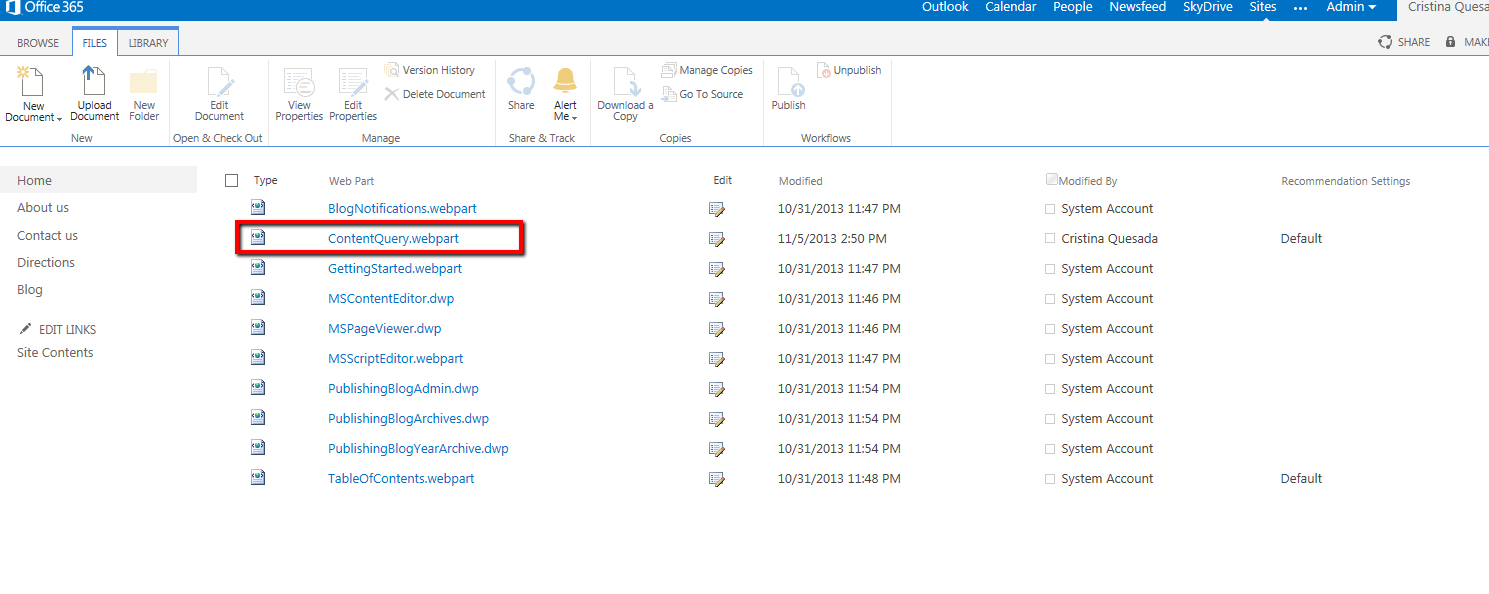 Office 365
Outlook Calendar People Newsfeed SkyDrive Sites ... Admin Cristina Quesa
BROWSE FILES LIBRARY SHARE MAKE
New Document
Upload Document
New Folder
New
Edit Document
Open & Check Out
View Properties
Edit Properties
Version History
Delete Document
Manage
Share
Alert Me
Share & Track
Download a Copy
Manage Copies
Go To Source
Copies
Publish
Unpublish
Workflows
Home
About us
Contact us
Directions
Blog
EDIT LINKS
Site Contents
Type Web Part Edit Modified Modified By Recommendation Settings
BlogNotifications.webpart 10/31/2013 11:47 PM System Account
ContentQuery.webpart 11/5/2013 2:50 PM Cristina Quesada Default
GettingStarted.webpart 10/31/2013 11:47 PM System Account
MSContentEditor.dwp 10/31/2013 11:46 PM System Account
MSPageViewer.dwp 10/31/2013 11:46 PM System Account
MSScriptEditor.webpart 10/31/2013 11:47 PM System Account
PublishingBlogAdmin.dwp 10/31/2013 11:54 PM System Account
PublishingBlogArchives.dwp 10/31/2013 11:54 PM System Account
PublishingBlogYearArchive.dwp 10/31/2013 11:54 PM System Account
TableOfContents.webpart 10/31/2013 11:48 PM System Account Default